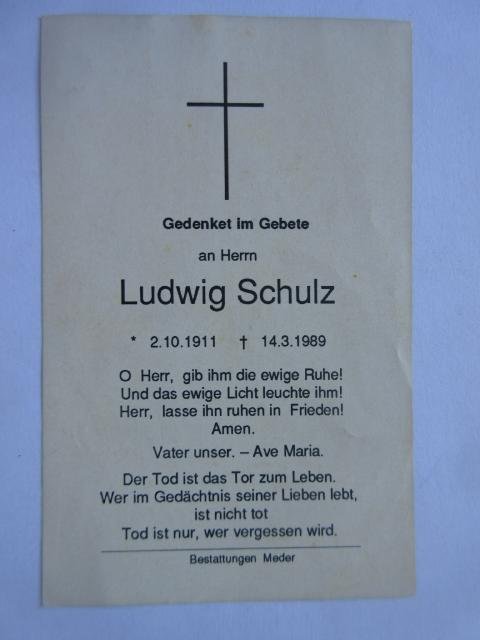 Gedenket im Gebete
an Herrn
Ludwig Schulz
* 2.10.1911 † 14.3.1989
O Herr, gib ihm die ewige Ruhe!
Und das ewige Licht leuchte ihm!
Herr, lasse ihn ruhen in Frieden!
Amen.
Vater unser. – Ave Maria.
Der Tod ist das Tor zum Leben.
Wer im Gedächtnis seiner Lieben lebt,
ist nicht tot
Tod ist nur, wer vergessen wird.
Bestattungen Meder